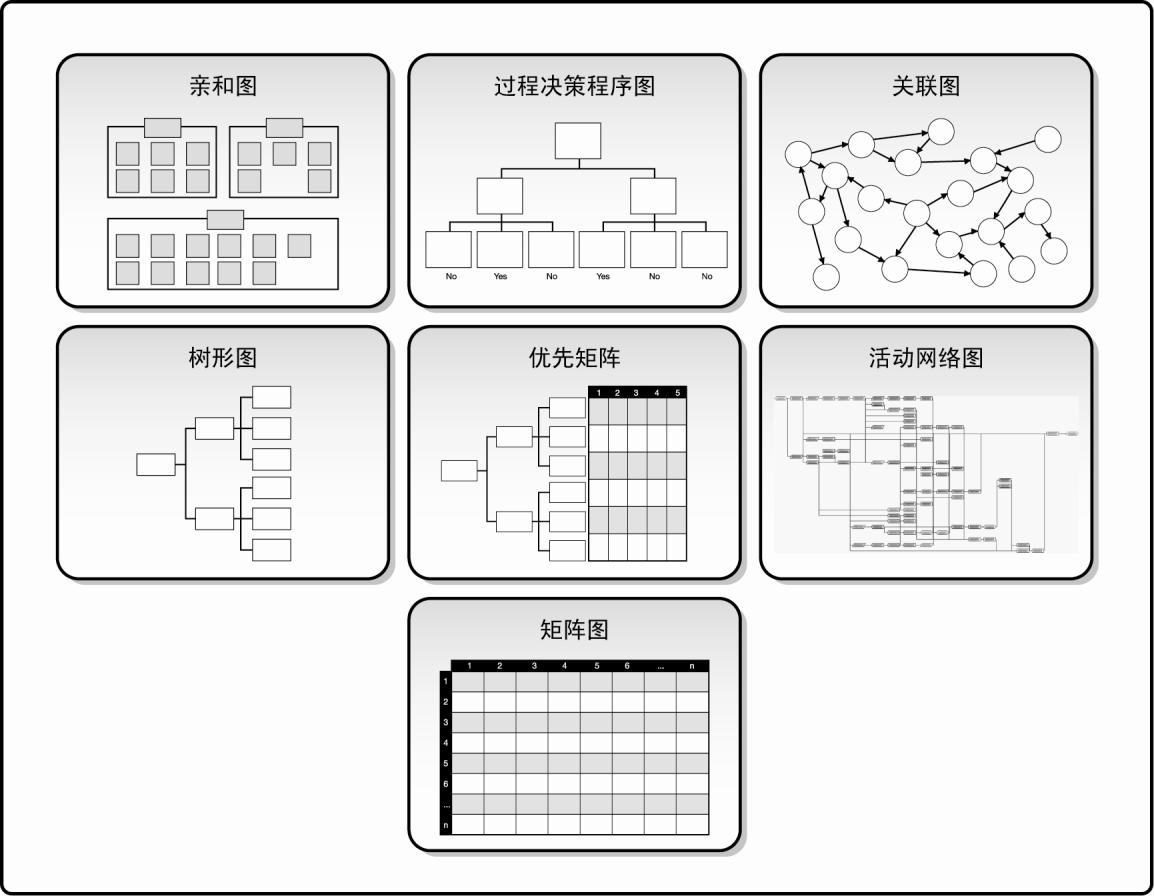 亲和图
过程决策程序图
关联图
No Yes No Yes No No
树形图
优先矩阵
活动网络图
1 2 3 4 5
矩阵图
1 2 3 4 5 6 ... n
1
2
3
4
5
6
...
n